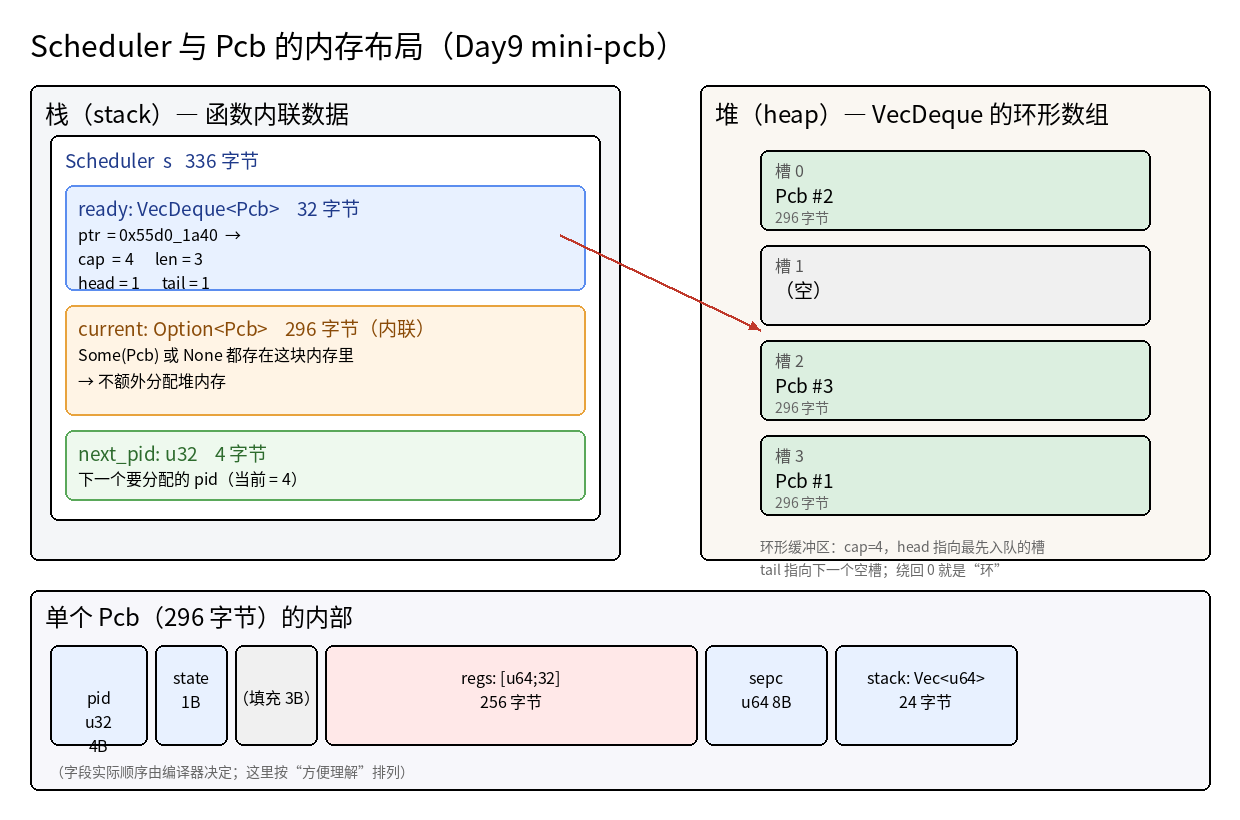 Scheduler 与 Pcb 的内存布局（Day9 mini-pcb）
栈（stack）— 函数内联数据
Scheduler s 336 字节
ready: VecDeque<Pcb> 32 字节
ptr = 0x55d0_1a40 →
cap = 4 len = 3
head = 1 tail = 1
current: Option<Pcb> 296 字节（内联）
Some(Pcb) 或 None 都存在这块内存里
→ 不额外分配堆内存
next_pid: u32 4 字节
下一个要分配的 pid（当前 = 4）
堆（heap）— VecDeque 的环形数组
槽 0
Pcb #2
296 字节
槽 1
（空）
槽 2
Pcb #3
296 字节
槽 3
Pcb #1
296 字节
环形缓冲区：cap=4，head 指向最先入队的槽
tail 指向下一个空槽；绕回 0 就是“环”
单个 Pcb（296 字节）的内部
pid
u32
4B
state
1B
（填充 3B）
regs: [u64;32]
256 字节
sepc
u64 8B
stack: Vec<u64>
24 字节
（字段实际顺序由编译器决定；这里按“方便理解”排列）